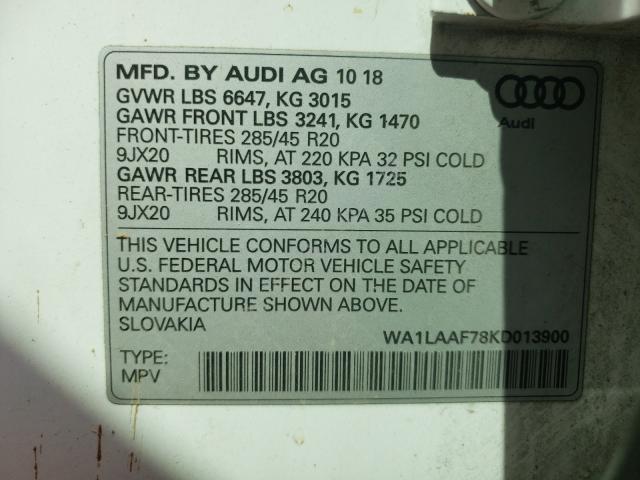 MFD. BY AUDI AG 10 18
GVWR LBS 6647, KG 3015
GAWR FRONT LBS 3241, KG 1470
FRONT-TIRES 285/45 R20
9JX20 RIMS, AT 220 KPA 32 PSI COLD
GAWR REAR LBS 3803, KG 1725
REAR-TIRES 285/45 R20
9JX20 RIMS, AT 240 KPA 35 PSI COLD
Audi
THIS VEHICLE CONFORMS TO ALL APPLICABLE
U.S. FEDERAL MOTOR VEHICLE SAFETY
STANDARDS IN EFFECT ON THE DATE OF
MANUFACTURE SHOWN ABOVE.
SLOVAKIA
WA1LAAF78KD013900
TYPE:
MPV